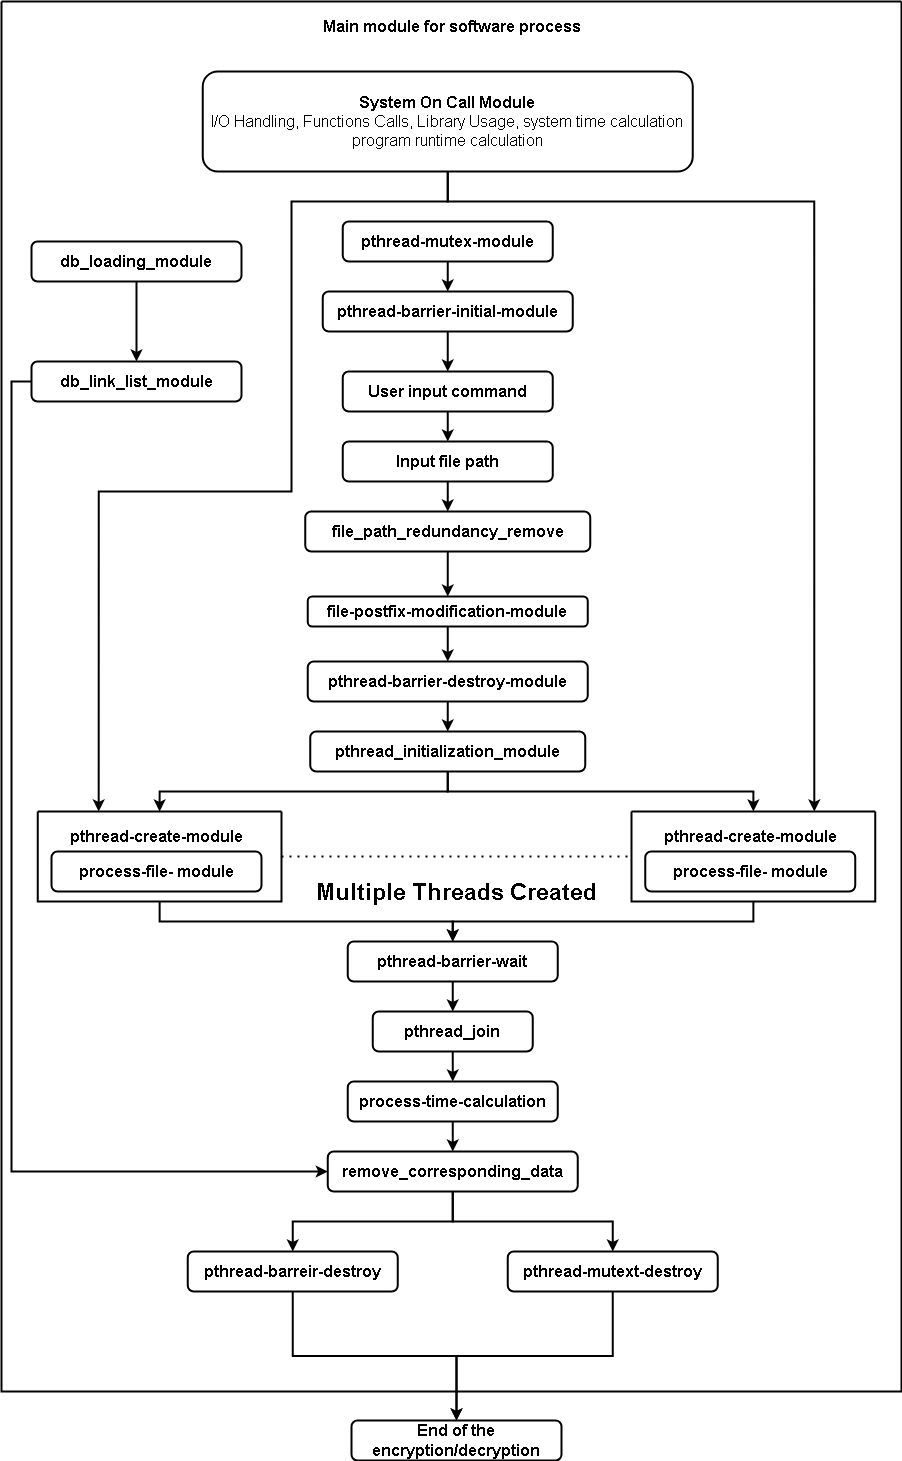 Main module for software process
System On Call Module
I/O Handling, Functions Calls, Library Usage, system time calculation
program runtime calculation
pthread-mutex-module
db_loading_module
pthread-barrier-initial-module
db_link_list_module
User input command
Input file path
file_path_redundancy_remove
file-postfix-modification-module
pthread-barrier-destroy-module
pthread_initialization_module
pthread-create-module
process-file- module
pthread-create-module
process-file- module
Multiple Threads Created
pthread-barrier-wait
pthread_join
process-time-calculation
remove_corresponding_data
pthread-barreir-destroy
pthread-mutext-destroy
End of the
encryption/decryption